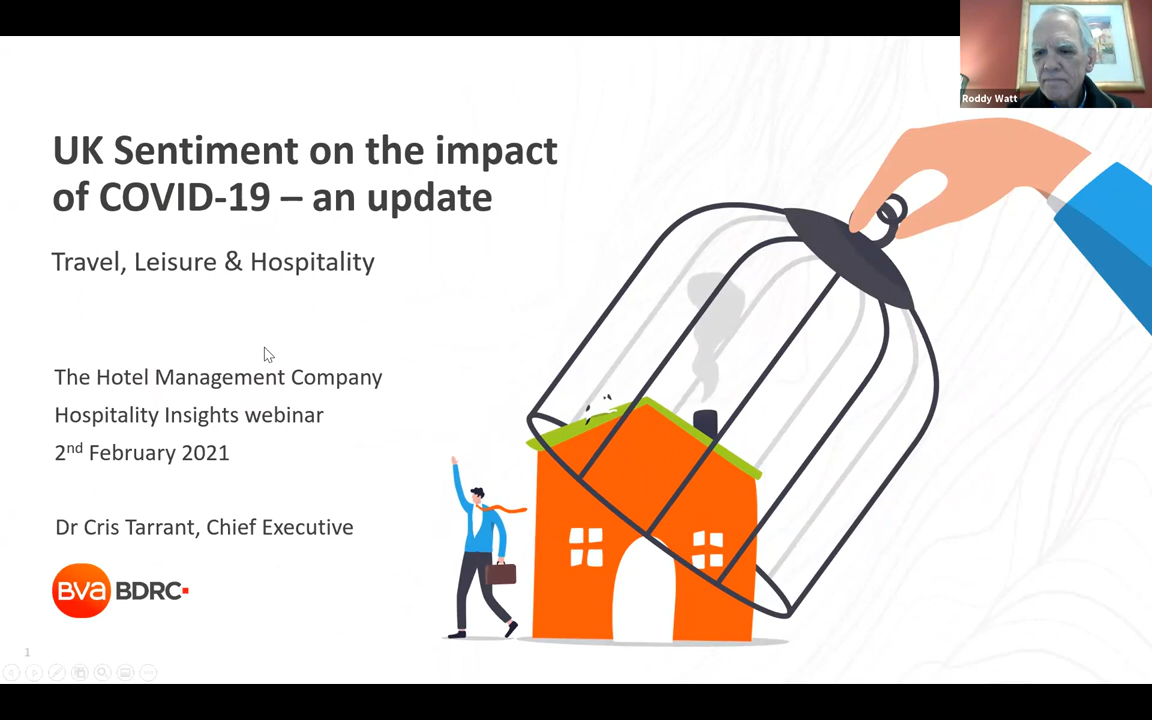 Roddy Watt
UK Sentiment on the impact
of COVID-19 – an update
Travel, Leisure & Hospitality
The Hotel Management Company
Hospitality Insights webinar
2nd February 2021
Dr Cris Tarrant, Chief Executive
BVa BDRC
1